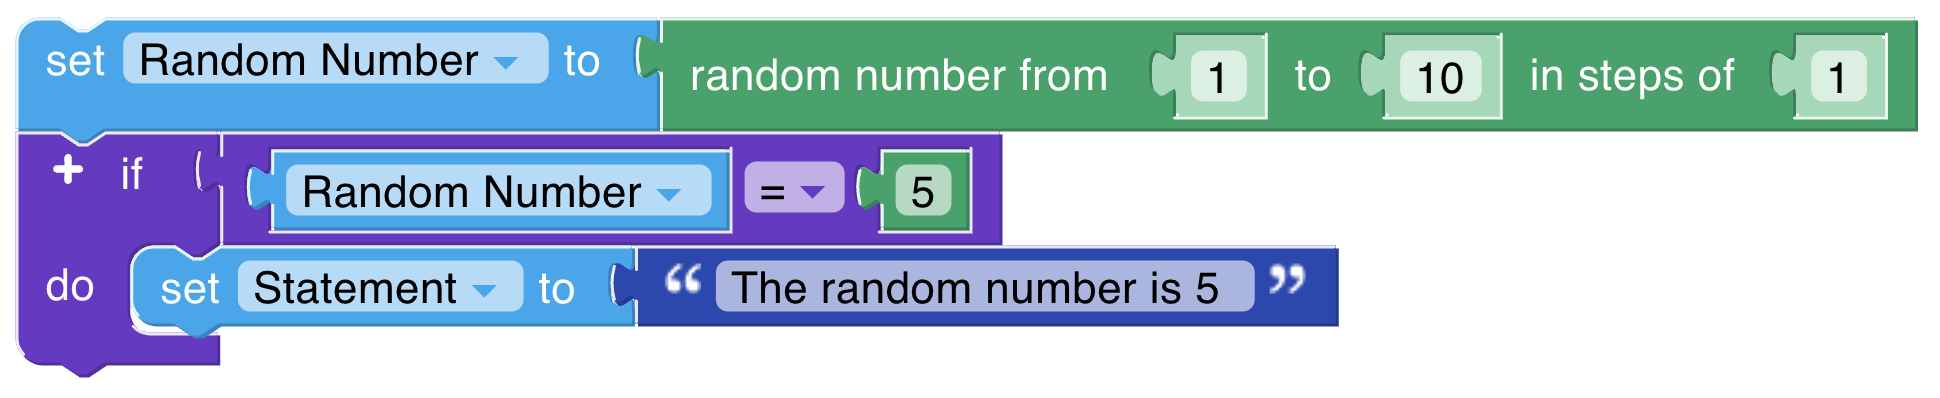 set Random Number to random number from 1 to 10 in steps of 1
+ if Random Number = 5
do set Statement to “ The random number is 5 ”